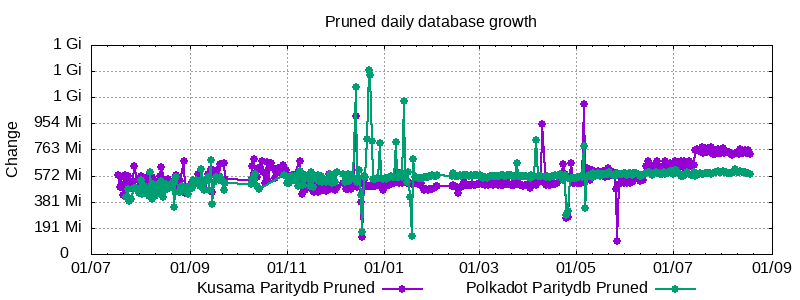 Pruned daily database growth
Change
1 Gi
1 Gi
1 Gi
954 Mi
763 Mi
572 Mi
381 Mi
191 Mi
0
01/07 01/09 01/11 01/01 01/03 01/05 01/07 01/09
Kusama Paritydb Pruned Polkadot Paritydb Pruned